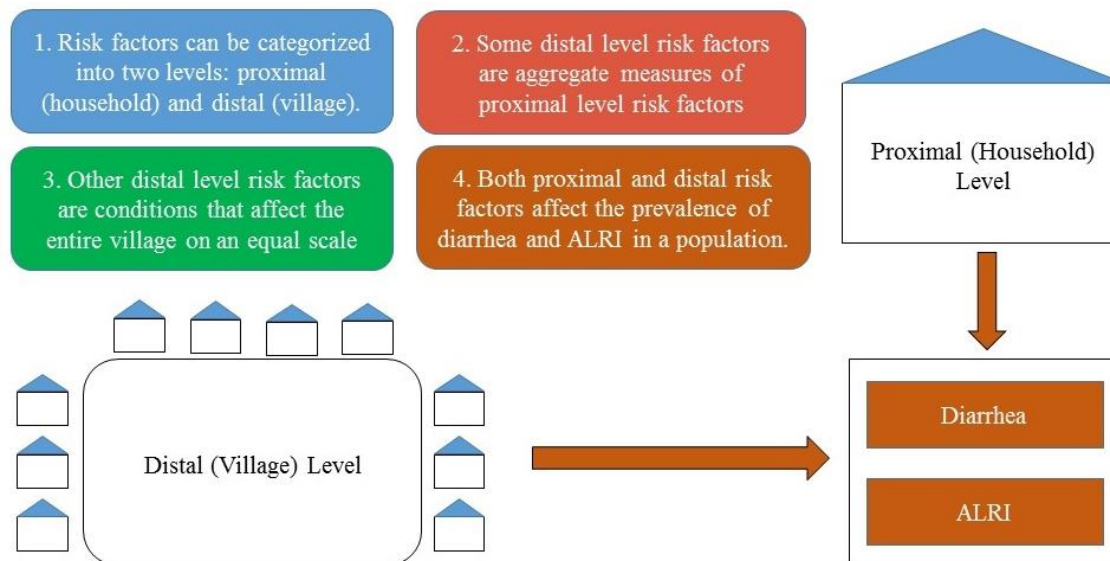 1. Risk factors can be categorized
into two levels: proximal
(household) and distal (village).
2. Some distal level risk factors
are aggregate measures of
proximal level risk factors
3. Other distal level risk factors
are conditions that affect the
entire village on an equal scale
4. Both proximal and distal risk
factors affect the prevalence of
diarrhea and ALRI in a population.
Proximal (Household)
Level
Distal (Village) Level
Diarrhea
ALRI